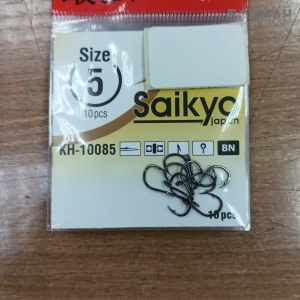 Size
5
10 pcs
Saikyo
japan
KH-10085
BN
10 pcs